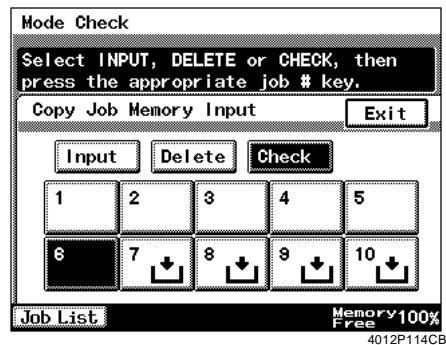 Mode Check
Select INPUT, DELETE or CHECK, then
press the appropriate job # key.
Copy Job Memory Input Exit
Input Delete Check
1 2 3 4 5
6 7 8 9 10
Job List Memory Free 100%
4012P114CB